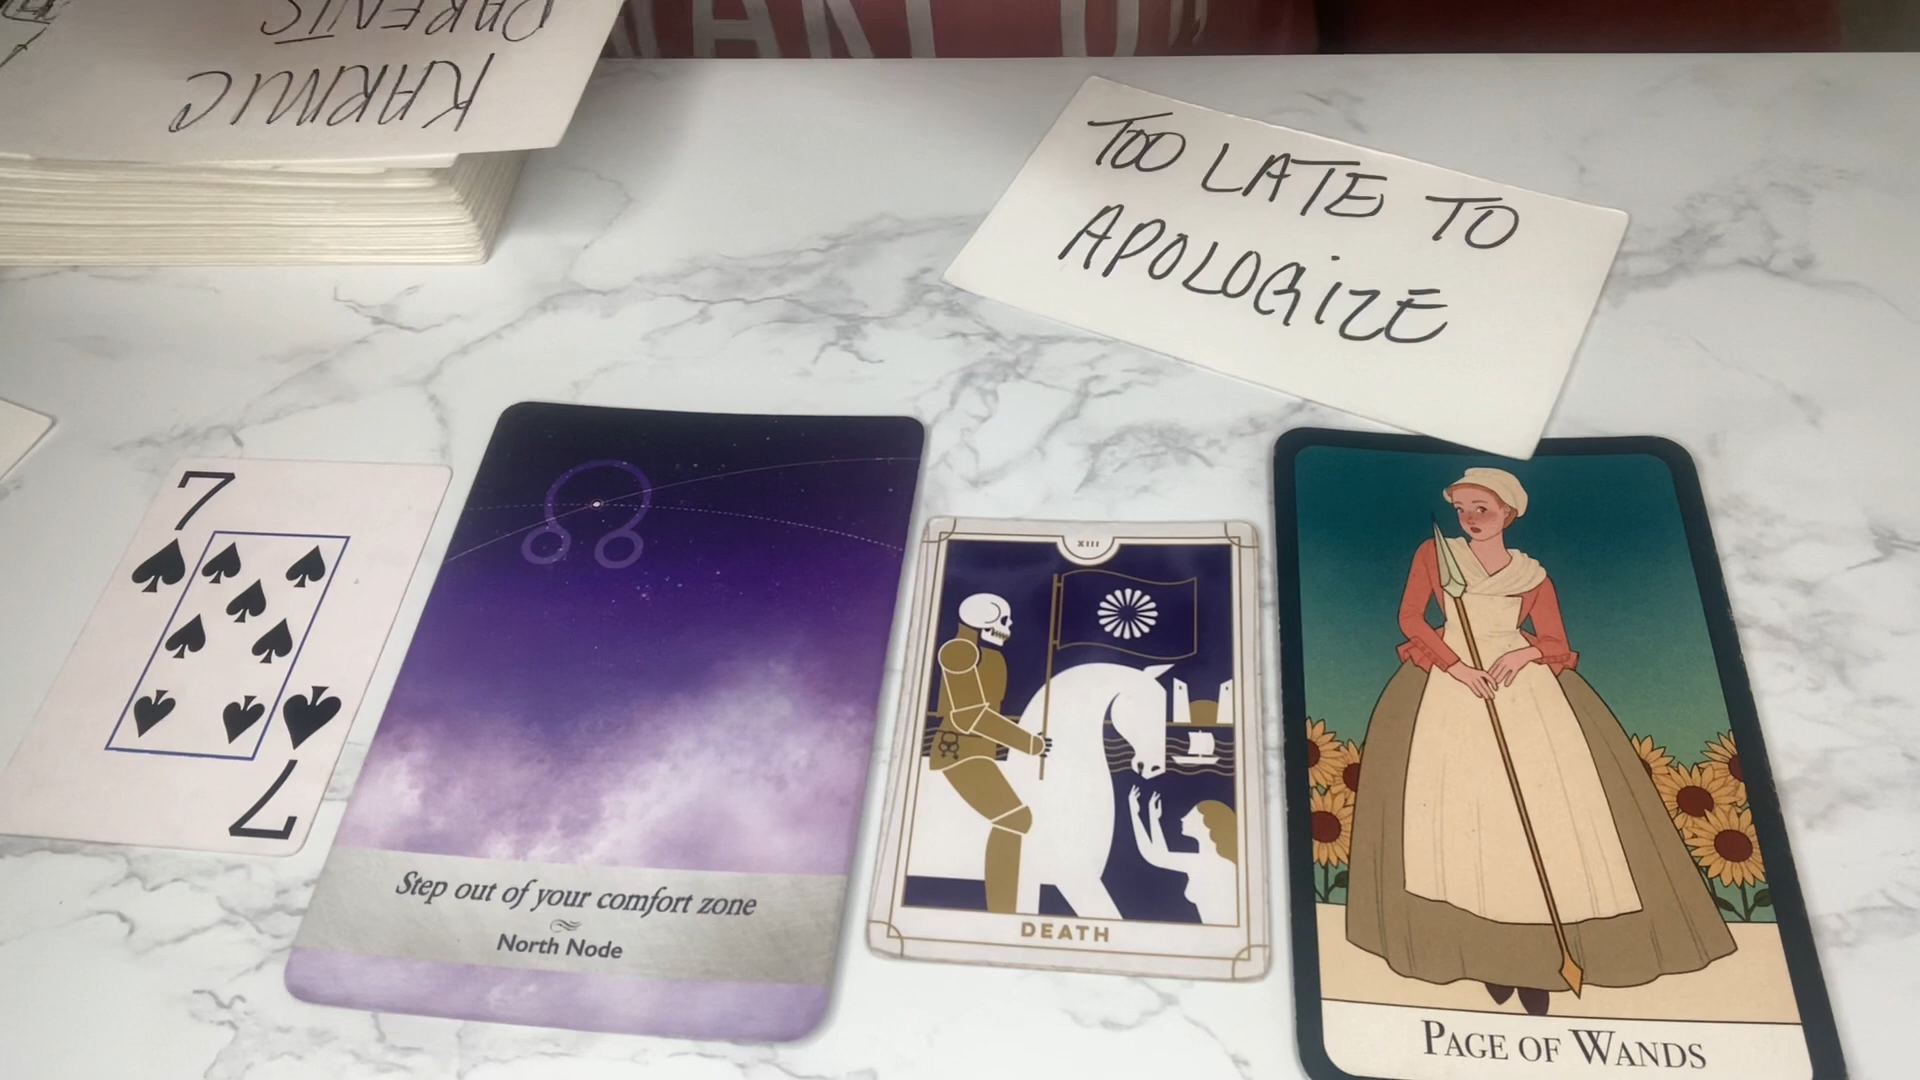 KARMIC
PARENTS
TOO LATE TO
APOLOGIZE
7
7
Step out of your comfort zone
North Node
XIII
DEATH
PAGE OF WANDS